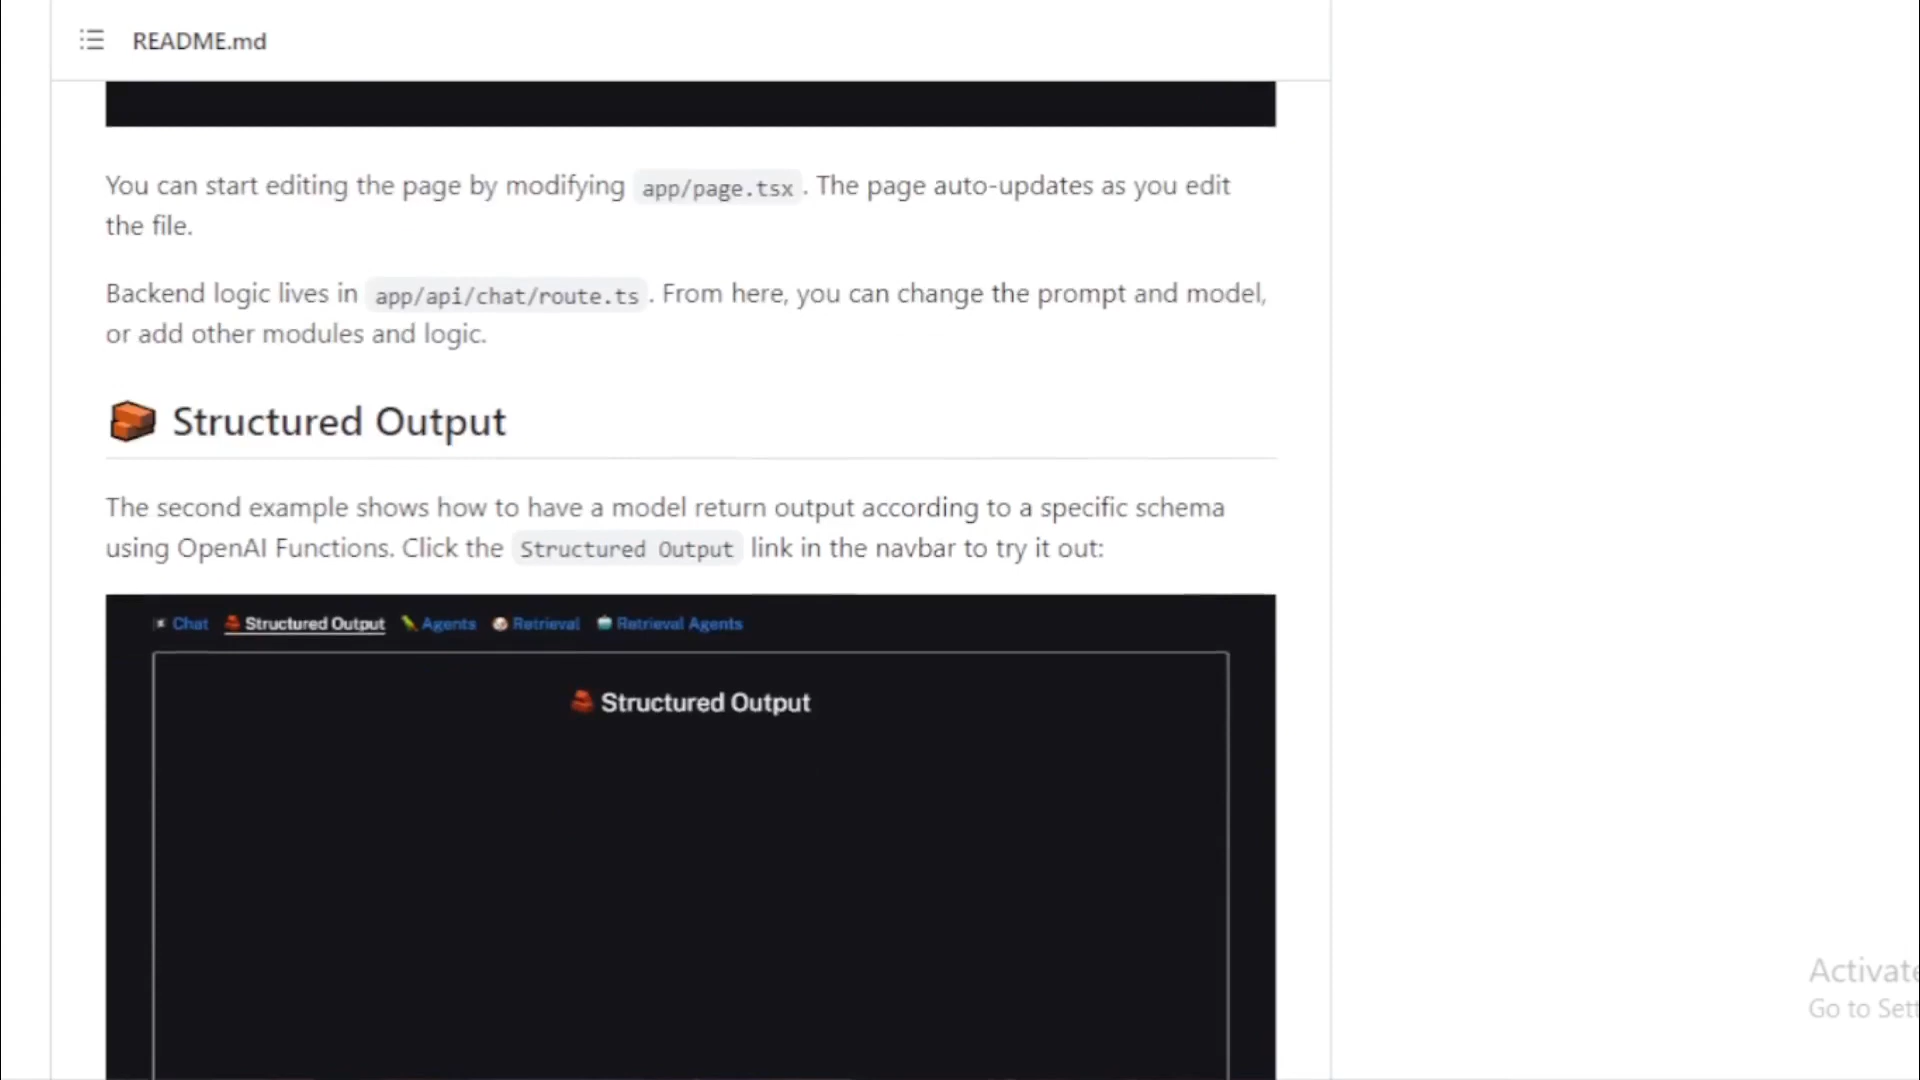 README.md
You can start editing the page by modifying app/page.tsx. The page auto-updates as you edit
the file.
Backend logic lives in app/api/chat/route.ts. From here, you can change the prompt and model,
or add other modules and logic.
Structured Output
The second example shows how to have a model return output according to a specific schema
using OpenAI Functions. Click the Structured Output link in the navbar to try it out:
Chat Structured Output Agents Retrieval Retrieval Agents
Structured Output
Activate
Go to Sett